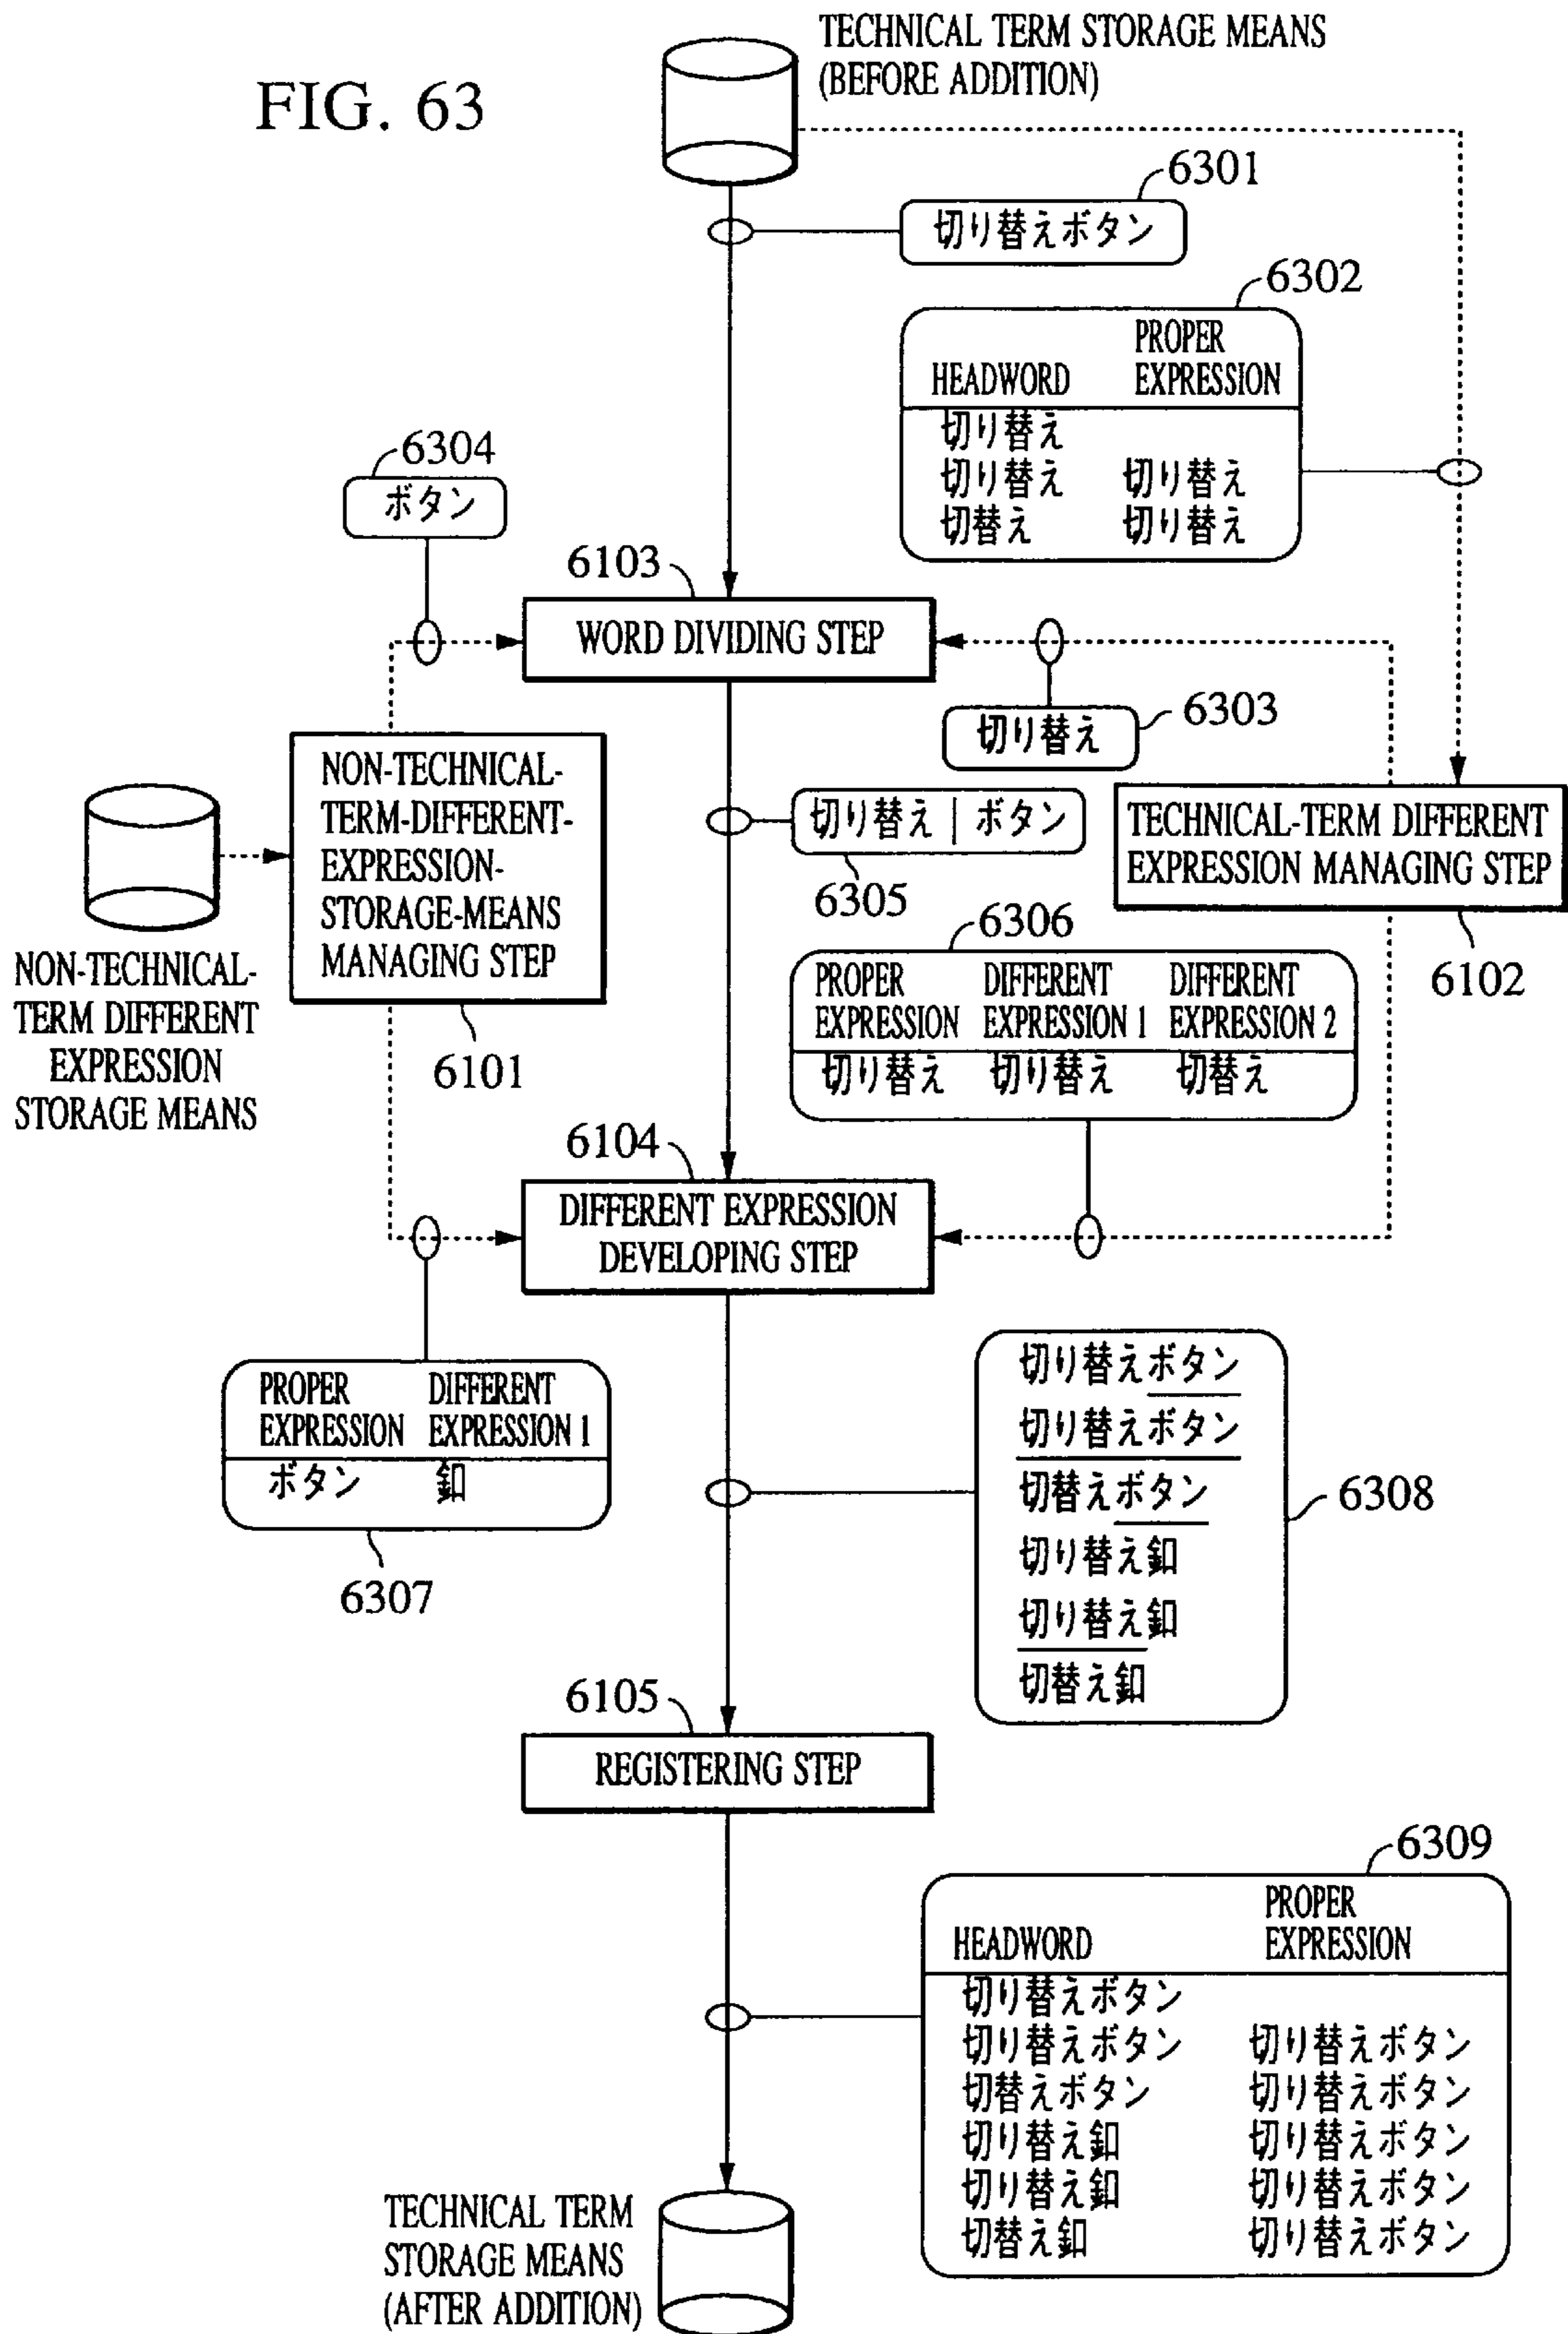 FIG. 63
TECHNICAL TERM STORAGE MEANS
(BEFORE ADDITION)
6301
切り替えボタン
6302
HEADWORD PROPER EXPRESSION
切り替え
切り替え 切り替え
切替え 切り替え
6304
ボタン
6103
WORD DIVIDING STEP
6303
切り替え
NON-TECHNICAL-
TERM-DIFFERENT-
EXPRESSION-
STORAGE-MEANS
MANAGING STEP
6101
NON-TECHNICAL-
TERM DIFFERENT
EXPRESSION
STORAGE MEANS
切り替え | ボタン
6305
TECHNICAL-TERM DIFFERENT
EXPRESSION MANAGING STEP
6102
6306
PROPER DIFFERENT DIFFERENT
EXPRESSION EXPRESSION 1 EXPRESSION 2
切り替え 切り替え 切替え
6104
DIFFERENT EXPRESSION
DEVELOPING STEP
PROPER DIFFERENT
EXPRESSION EXPRESSION 1
ボタン 釦
6307
切り替えボタン
切り替えボタン
切替えボタン
切り替え釦
切り替え釦
切替え釦
6308
6105
REGISTERING STEP
6309
PROPER
HEADWORD EXPRESSION
切り替えボタン
切り替えボタン 切り替えボタン
切替えボタン 切り替えボタン
切り替え釦 切り替えボタン
切り替え釦 切り替えボタン
切替え釦 切り替えボタン
TECHNICAL TERM
STORAGE MEANS
(AFTER ADDITION)